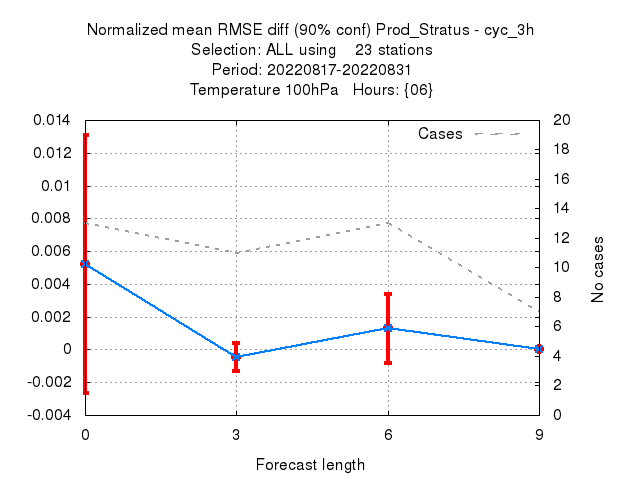 Normalized mean RMSE diff (90% conf) Prod_Stratus - cyc_3h
Selection: ALL using    23 stations
Period: 20220817-20220831
Temperature 100hPa   Hours: {06}
Cases
0.014
0.012
0.01
0.008
0.006
0.004
0.002
0
-0.002
-0.004
20
18
16
14
12
10
8
6
4
2
0
No cases
0 3 6 9
Forecast length